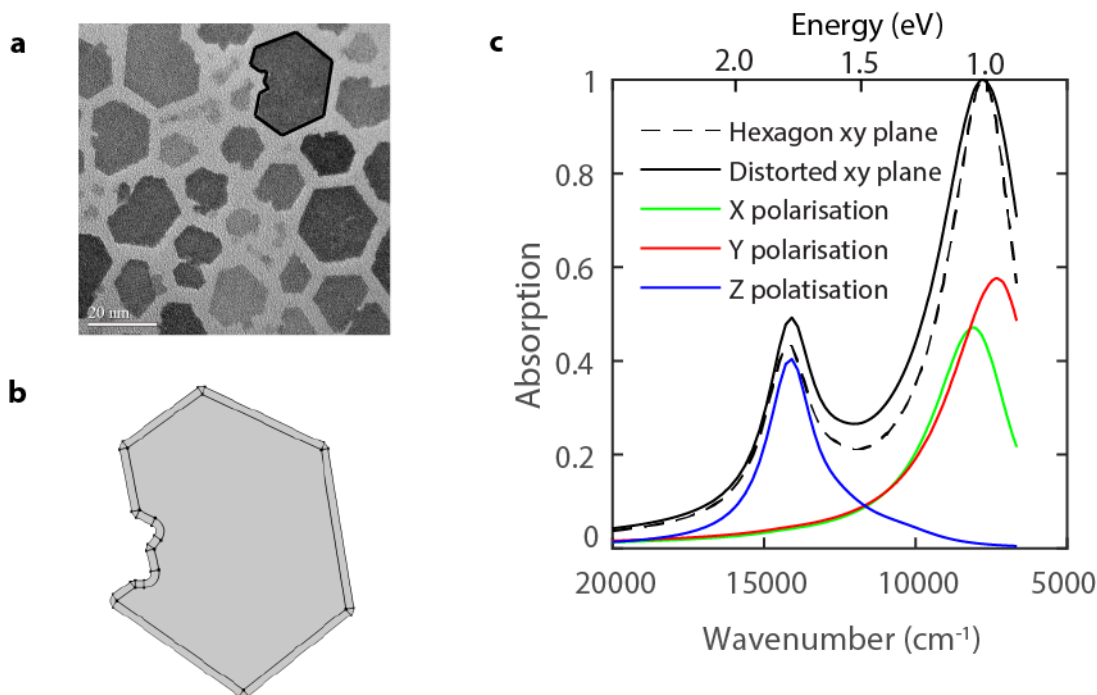 a
20 nm
b
c
Energy (eV)
2.0 1.5 1.0
1
0.8
0.6
0.4
0.2
0
Absorption
Hexagon xy plane
Distorted xy plane
X polarisation
Y polarisation
Z polatisation
20000 15000 10000 5000
Wavenumber (cm⁻¹)